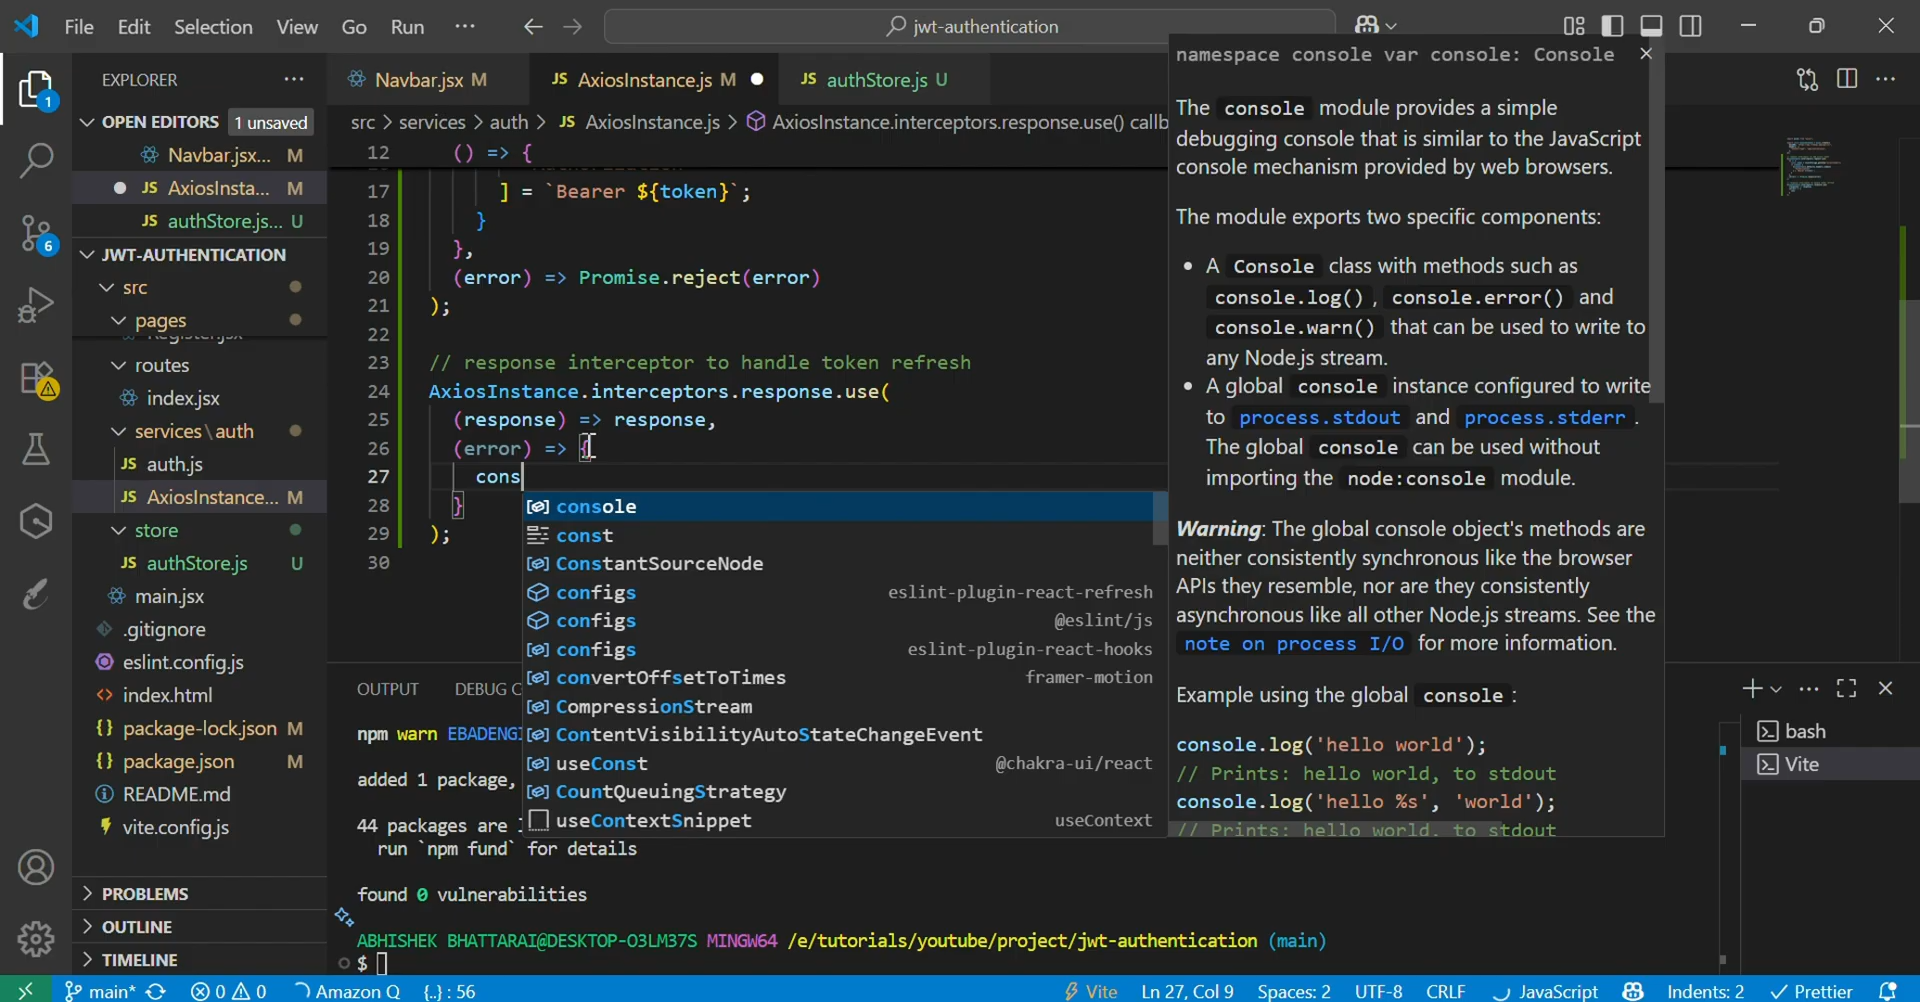 File Edit Selection View Go Run ··· jwt-authentication
EXPLORER ···
OPEN EDITORS 1 unsaved
Navbar.jsx... M
AxiosInsta... M
authStore.js... U
JWT-AUTHENTICATION
src
pages
Register.jsx
routes
index.jsx
services\auth
auth.js
AxiosInstance... M
store
authStore.js U
main.jsx
.gitignore
eslint.config.js
index.html
package-lock.json M
package.json M
README.md
vite.config.js
PROBLEMS
OUTLINE
TIMELINE
1
6
Navbar.jsx M JS AxiosInstance.js M JS authStore.js U
src > services > auth > JS AxiosInstance.js > AxiosInstance.interceptors.response.use() callb
12 () => {
17 ] = `Bearer ${token}`;
18 }
19 },
20 (error) => Promise.reject(error)
21 );
22
23 // response interceptor to handle token refresh
24 AxiosInstance.interceptors.response.use(
25 (response) => response,
26 (error) => {
27 cons
28 }
29 );
30
console
const
ConstantSourceNode
configs eslint-plugin-react-refresh
configs @eslint/js
configs eslint-plugin-react-hooks
convertOffsetToTimes framer-motion
CompressionStream
ContentVisibilityAutoStateChangeEvent
useConst @chakra-ui/react
CountQueuingStrategy
useContextSnippet useContext
namespace console var console: Console
The console module provides a simple
debugging console that is similar to the JavaScript
console mechanism provided by web browsers.
The module exports two specific components:
• A Console class with methods such as
console.log() , console.error() and
console.warn() that can be used to write to
any Node.js stream.
• A global console instance configured to write
to process.stdout and process.stderr .
The global console can be used without
importing the node:console module.
Warning: The global console object's methods are
neither consistently synchronous like the browser
APIs they resemble, nor are they consistently
asynchronous like all other Node.js streams. See the
note on process I/O for more information.
Example using the global console :
console.log('hello world');
// Prints: hello world, to stdout
console.log('hello %s', 'world');
// Prints: hello world, to stdout
OUTPUT DEBUG C
npm warn EBADENGI
added 1 package,
44 packages are
run `npm fund` for details
found 0 vulnerabilities
ABHISHEK BHATTARAI@DESKTOP-O3LM37S MINGW64 /e/tutorials/youtube/project/jwt-authentication (main)
$
bash
Vite
main* 0 0 Amazon Q {..} : 56 Vite Ln 27, Col 9 Spaces: 2 UTF-8 CRLF JavaScript Indents: 2 Prettier